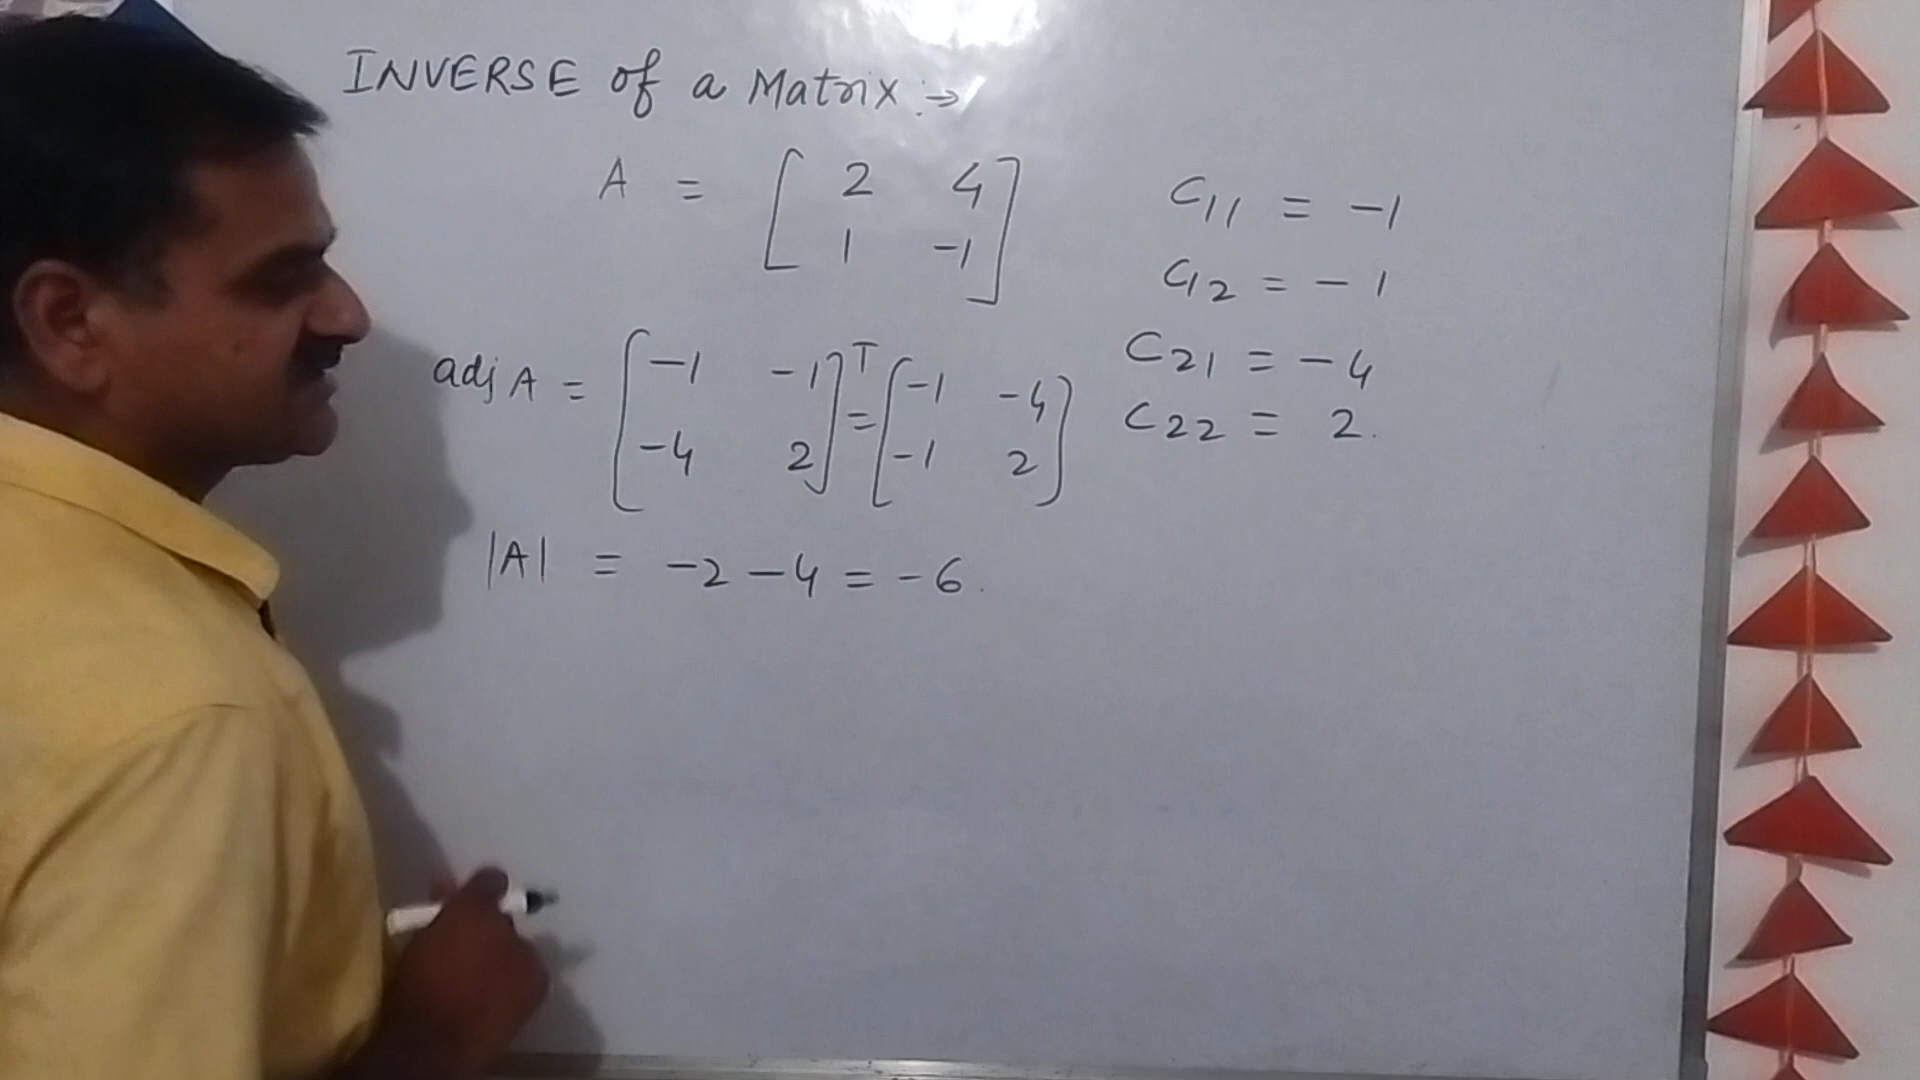 INVERSE of a Matrix :→
A = [ 2 4
1 -1 ]
C11 = -1
C12 = -1
C21 = -4
C22 = 2.
adj A = [ -1 -1
-4 2 ]^T = [ -1 -4
-1 2 ]
|A| = -2 -4 = -6.